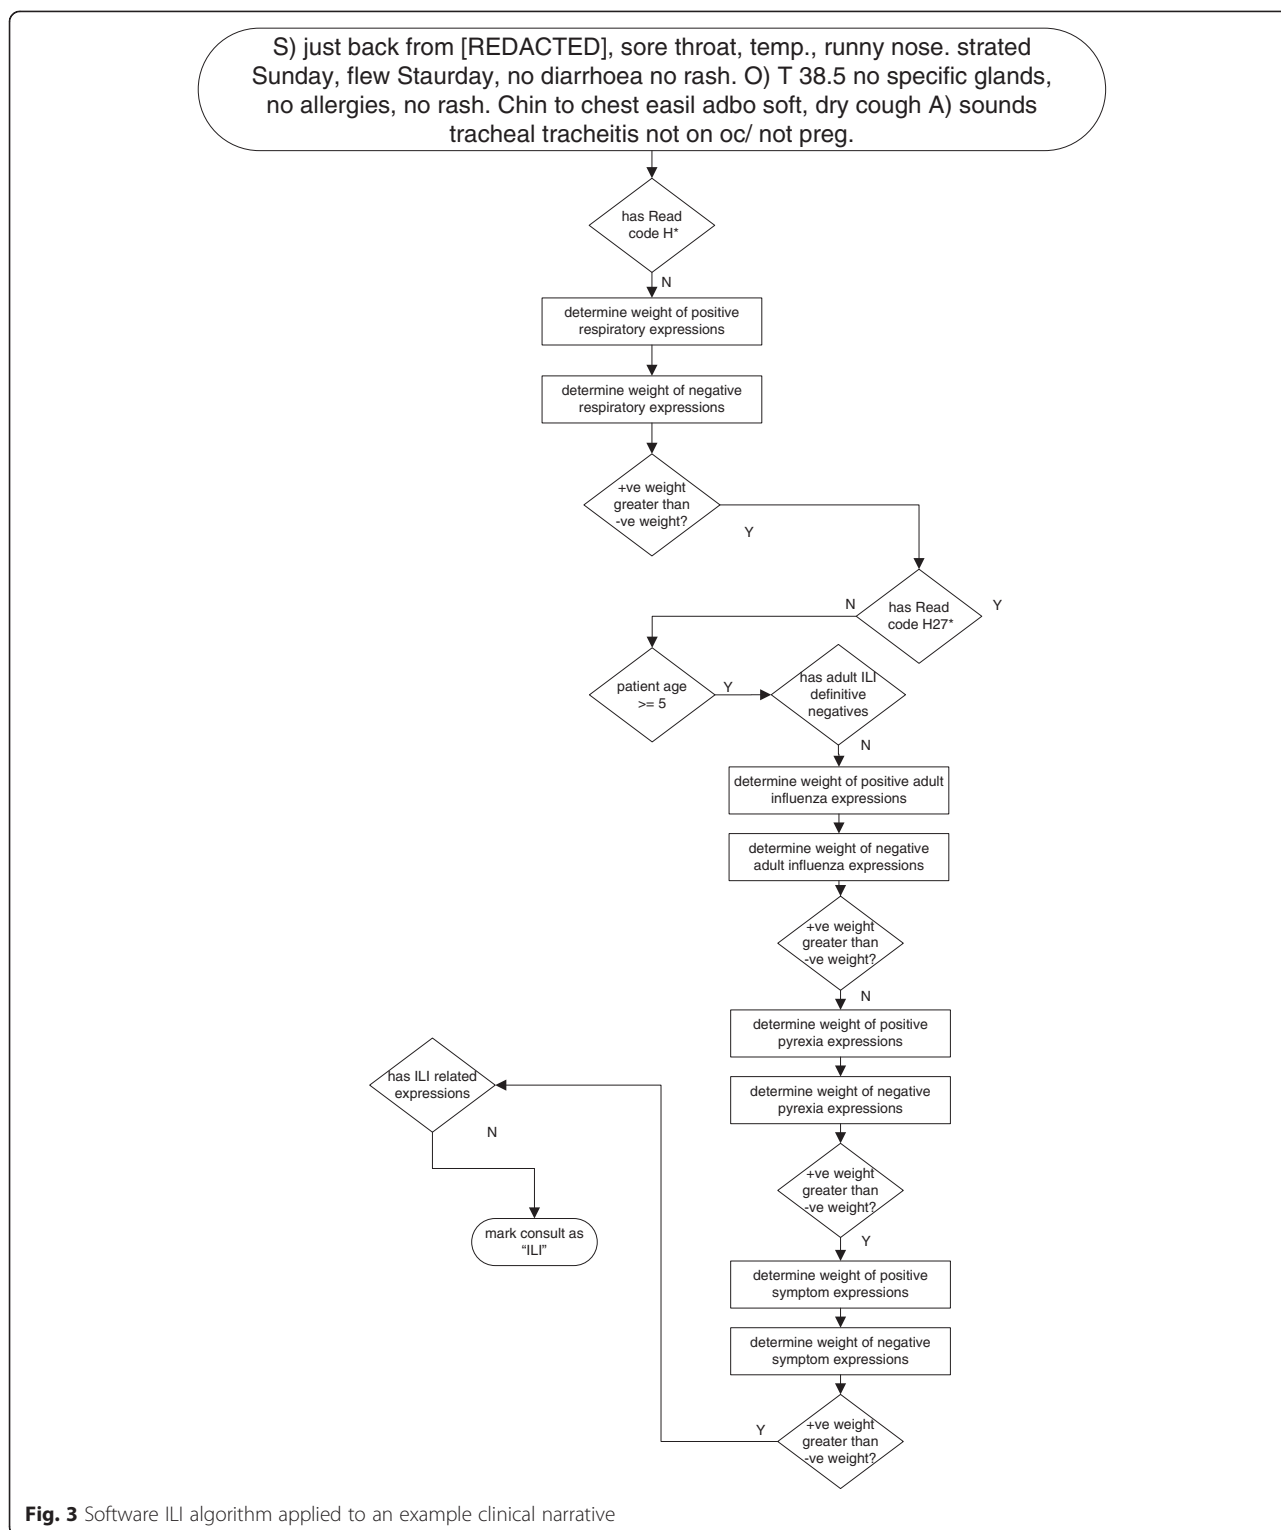 S) just back from [REDACTED], sore throat, temp., runny nose. strated
Sunday, flew Staurday, no diarrhoea no rash. O) T 38.5 no specific glands,
no allergies, no rash. Chin to chest easil adbo soft, dry cough A) sounds
tracheal tracheitis not on oc/ not preg.
has Read
code H*
N
determine weight of positive
respiratory expressions
determine weight of negative
respiratory expressions
+ve weight
greater than
-ve weight?
Y
has Read
code H27*
N
Y
patient age
>= 5
Y
has adult ILI
definitive
negatives
N
determine weight of positive adult
influenza expressions
determine weight of negative
adult influenza expressions
+ve weight
greater than
-ve weight?
N
determine weight of positive
pyrexia expressions
determine weight of negative
pyrexia expressions
+ve weight
greater than
-ve weight?
Y
determine weight of positive
symptom expressions
determine weight of negative
symptom expressions
+ve weight
greater than
-ve weight?
Y
has ILI related
expressions
N
mark consult as
“ILI”
Fig. 3 Software ILI algorithm applied to an example clinical narrative